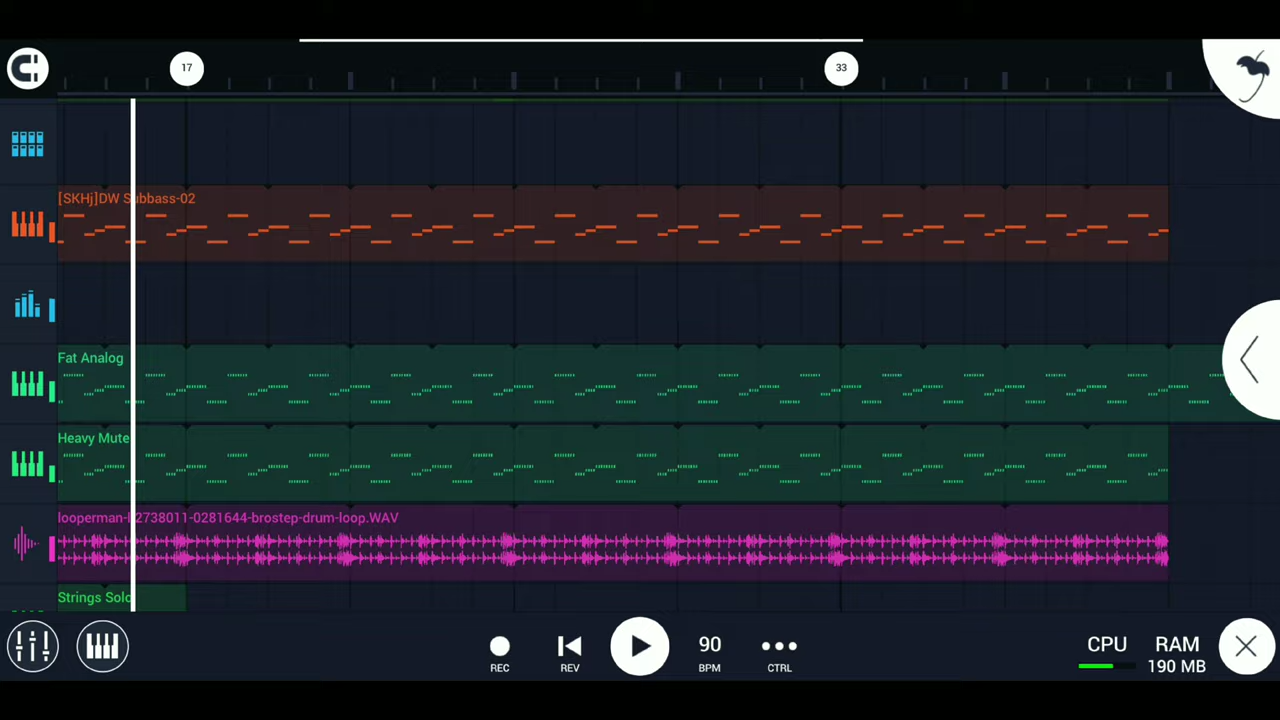 17
33
[SKHj]DW Subbass-02
Fat Analog
Heavy Mute
looperman-l-2738011-0281644-brostep-drum-loop.WAV
Strings Solo
REC
REV
90
BPM
CTRL
CPU
RAM
190 MB